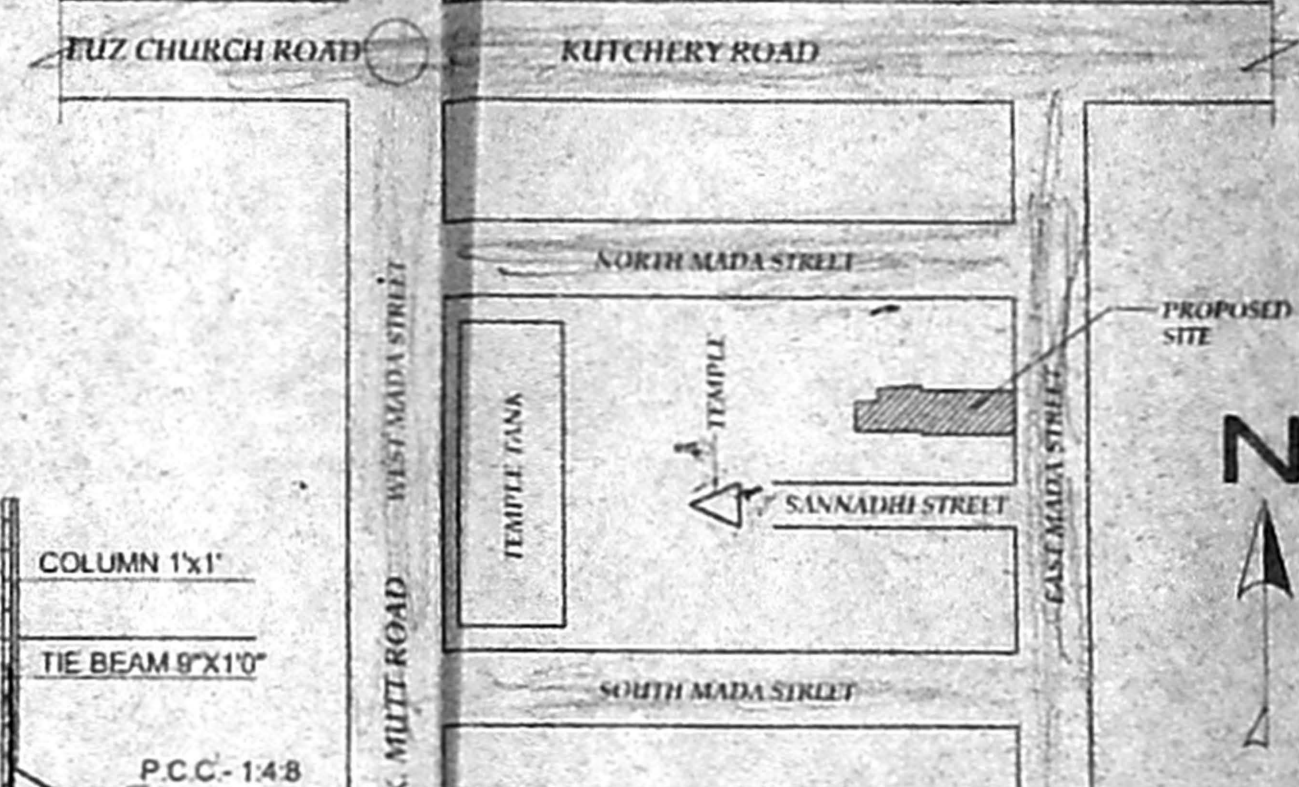 LUZ CHURCH ROAD
KUTCHERY ROAD
NORTH MADA STREET
WEST MADA STREET
TEMPLE TANK
TEMPLE
PROPOSED
SITE
EAST MADA STREET
N
SANNADHI STREET
COLUMN 1'x1'
TIE BEAM 9"X1'0"
MUTT ROAD
SOUTH MADA STREET
P.C.C.- 1:4:8